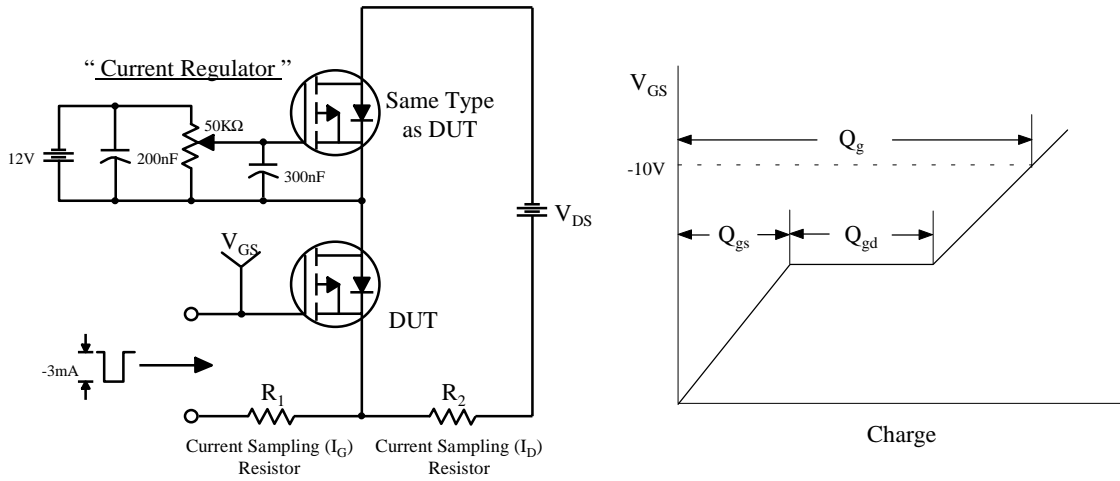 “ Current Regulator ”
Same Type
as DUT
50KΩ
12V
200nF
300nF
V_DS
V_GS
DUT
-3mA
R_1
R_2
Current Sampling (I_G)
Resistor
Current Sampling (I_D)
Resistor
V_GS
Q_g
-10V
Q_gs
Q_gd
Charge